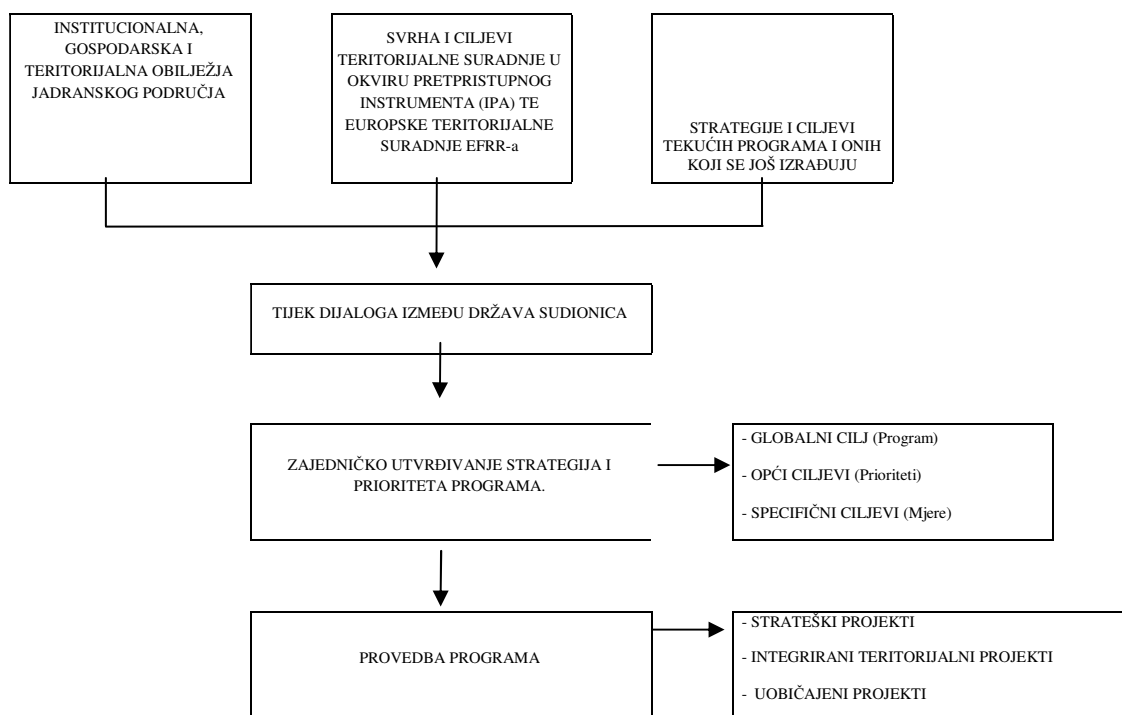 INSTITUCIONALNA,
GOSPODARSKA I
TERITORIJALNA OBILJEŽJA
JADRANSKOG PODRUČJA
SVRHA I CILJEVI
TERITORIJALNE SURADNJE U
OKVIRU PRETPRISTUPNOG
INSTRUMENTA (IPA) TE
EUROPSKE TERITORIJALNE
SURADNJE EFRR-a
STRATEGIJE I CILJEVI
TEKUĆIH PROGRAMA I ONIH
KOJI SE JOŠ IZRAĐUJU
TIJEK DIJALOGA IZMEĐU DRŽAVA SUDIONICA
ZAJEDNIČKO UTVRĐIVANJE STRATEGIJA I
PRIORITETA PROGRAMA.
- GLOBALNI CILJ (Program)
- OPĆI CILJEVI (Prioriteti)
- SPECIFIČNI CILJEVI (Mjere)
PROVEDBA PROGRAMA
- STRATEŠKI PROJEKTI
- INTEGRIRANI TERITORIJALNI PROJEKTI
- UOBIČAJENI PROJEKTI